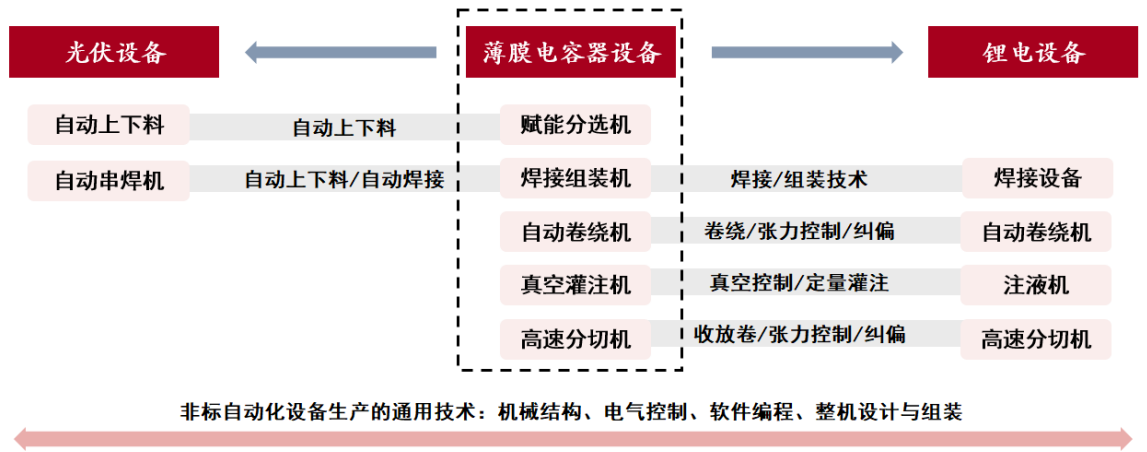 光伏设备 薄膜电容器设备 锂电设备
自动上下料 自动上下料 赋能分选机
自动串焊机 自动上下料/自动焊接 焊接组装机 焊接/组装技术 焊接设备
自动卷绕机 卷绕/张力控制/纠偏 自动卷绕机
真空灌注机 真空控制/定量灌注 注液机
高速分切机 收放卷/张力控制/纠偏 高速分切机
非标自动化设备生产的通用技术：机械结构、电气控制、软件编程、整机设计与组装